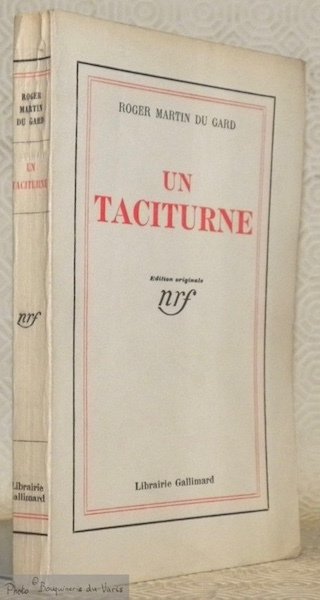 ROGER
MARTIN
DU GARD
UN
TACITURNE
nrf
Librairie
Gallimard
ROGER MARTIN DU GARD
UN
TACITURNE
Edition originale
nrf
Librairie Gallimard
Photo © Bouquinerie du Varis